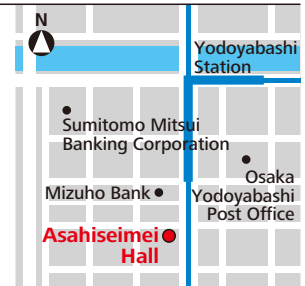 N
Yodoyabashi
Station
Sumitomo Mitsui
Banking Corporation
Osaka
Yodoyabashi
Post Office
Mizuho Bank
Asahiseimei
Hall